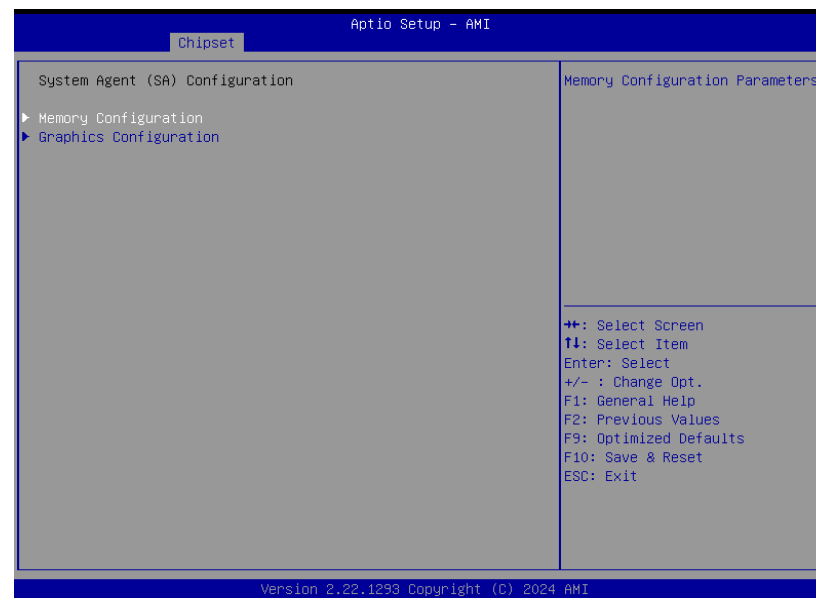 Aptio Setup – AMI
Chipset
System Agent (SA) Configuration
▶ Memory Configuration
▶ Graphics Configuration
Memory Configuration Parameters
→←: Select Screen
↑↓: Select Item
Enter: Select
+/- : Change Opt.
F1: General Help
F2: Previous Values
F9: Optimized Defaults
F10: Save & Reset
ESC: Exit
Version 2.22.1293 Copyright (C) 2024 AMI